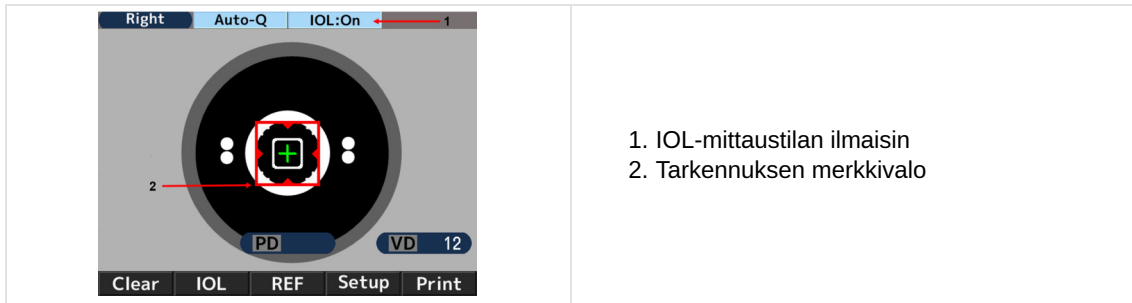 Right Auto-Q IOL:On 1
2
PD VD 12
Clear IOL REF Setup Print
1. IOL-mittaustilan ilmaisin
2. Tarkennuksen merkkivalo